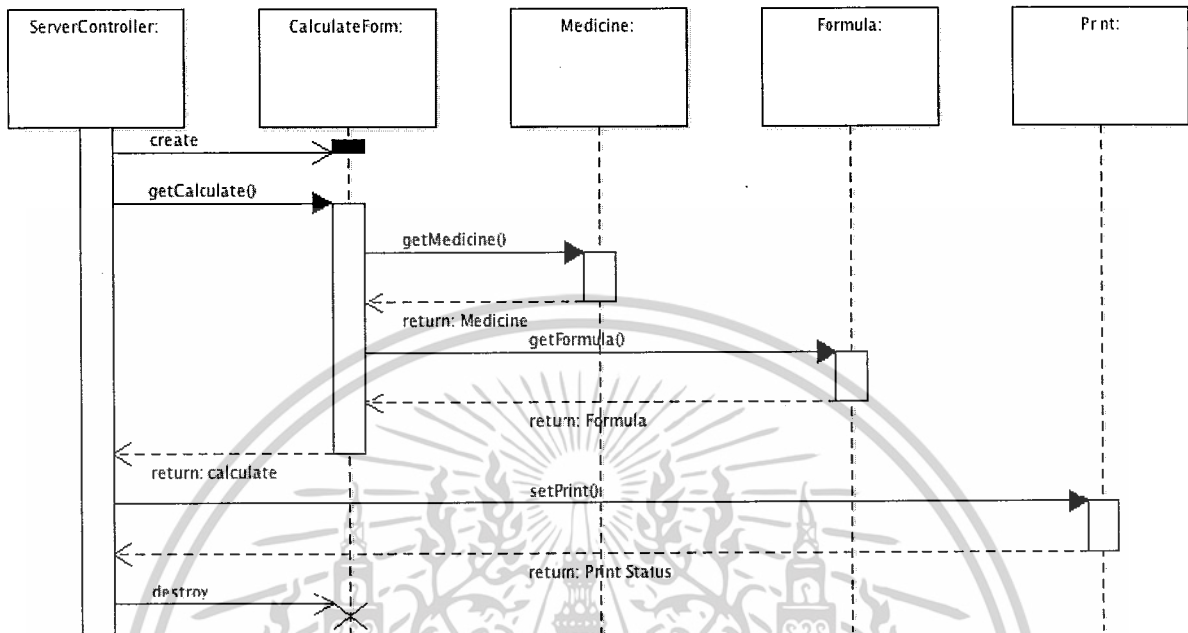 ServerController:
CalculateForm:
Medicine:
Formula:
Print:
create
getCalculate()
getMedicine()
return: Medicine
getFormula()
return: Formula
return: calculate
setPrint()
return: Print Status
destroy